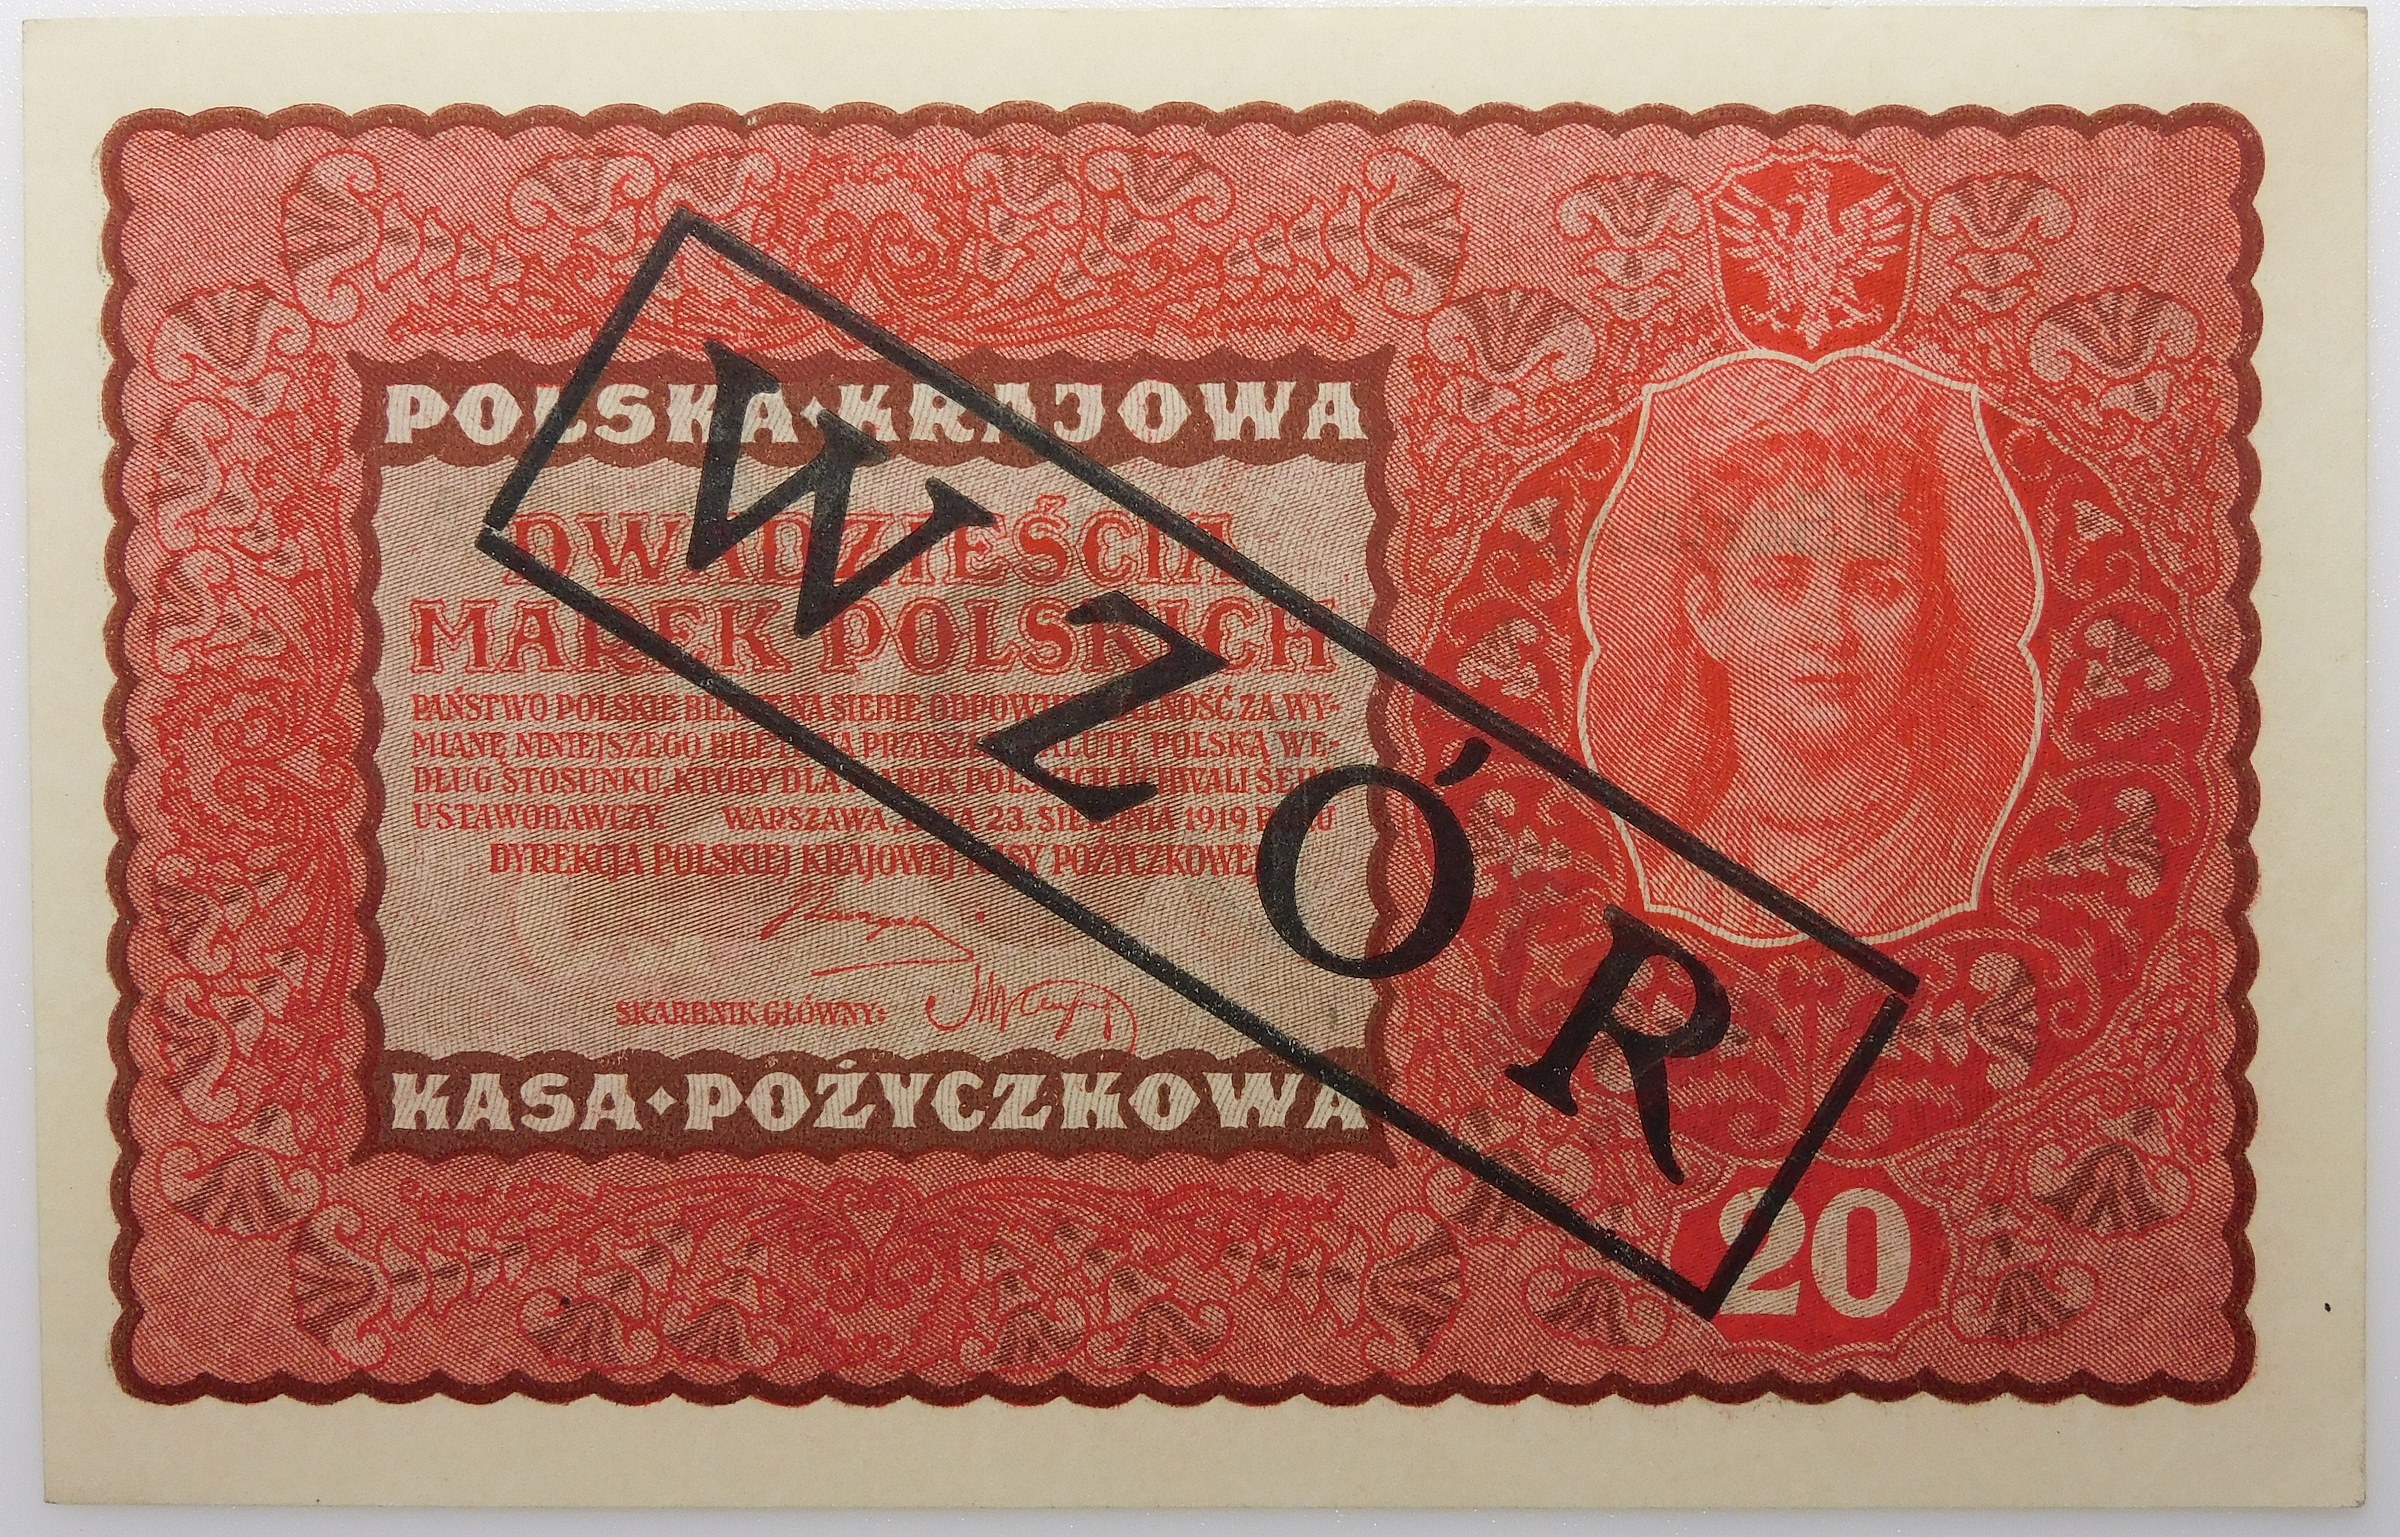 POLSKA·KRAJOWA
DWADZIEŚCIA
MAREK POLSKICH
PAŃSTWO POLSKIE BIERZE NA SIEBIE ODPOWIEDZIALNOŚĆ ZA WY-
MIANĘ NINIEJSZEGO BILETU NA PRZYSZŁĄ WALUTĘ POLSKĄ WE-
DŁUG STOSUNKU, KTÓRY DLA MAREK POLSKICH UCHWALI SEJM
USTAWODAWCZY. WARSZAWA, DNIA 23. SIERPNIA 1919 ROKU
DYREKCJA POLSKIEJ KRAJOWEJ KASY POŻYCZKOWEJ
SKARBNIK GŁÓWNY:
KASA·POŻYCZKOWA
WZÓR
20